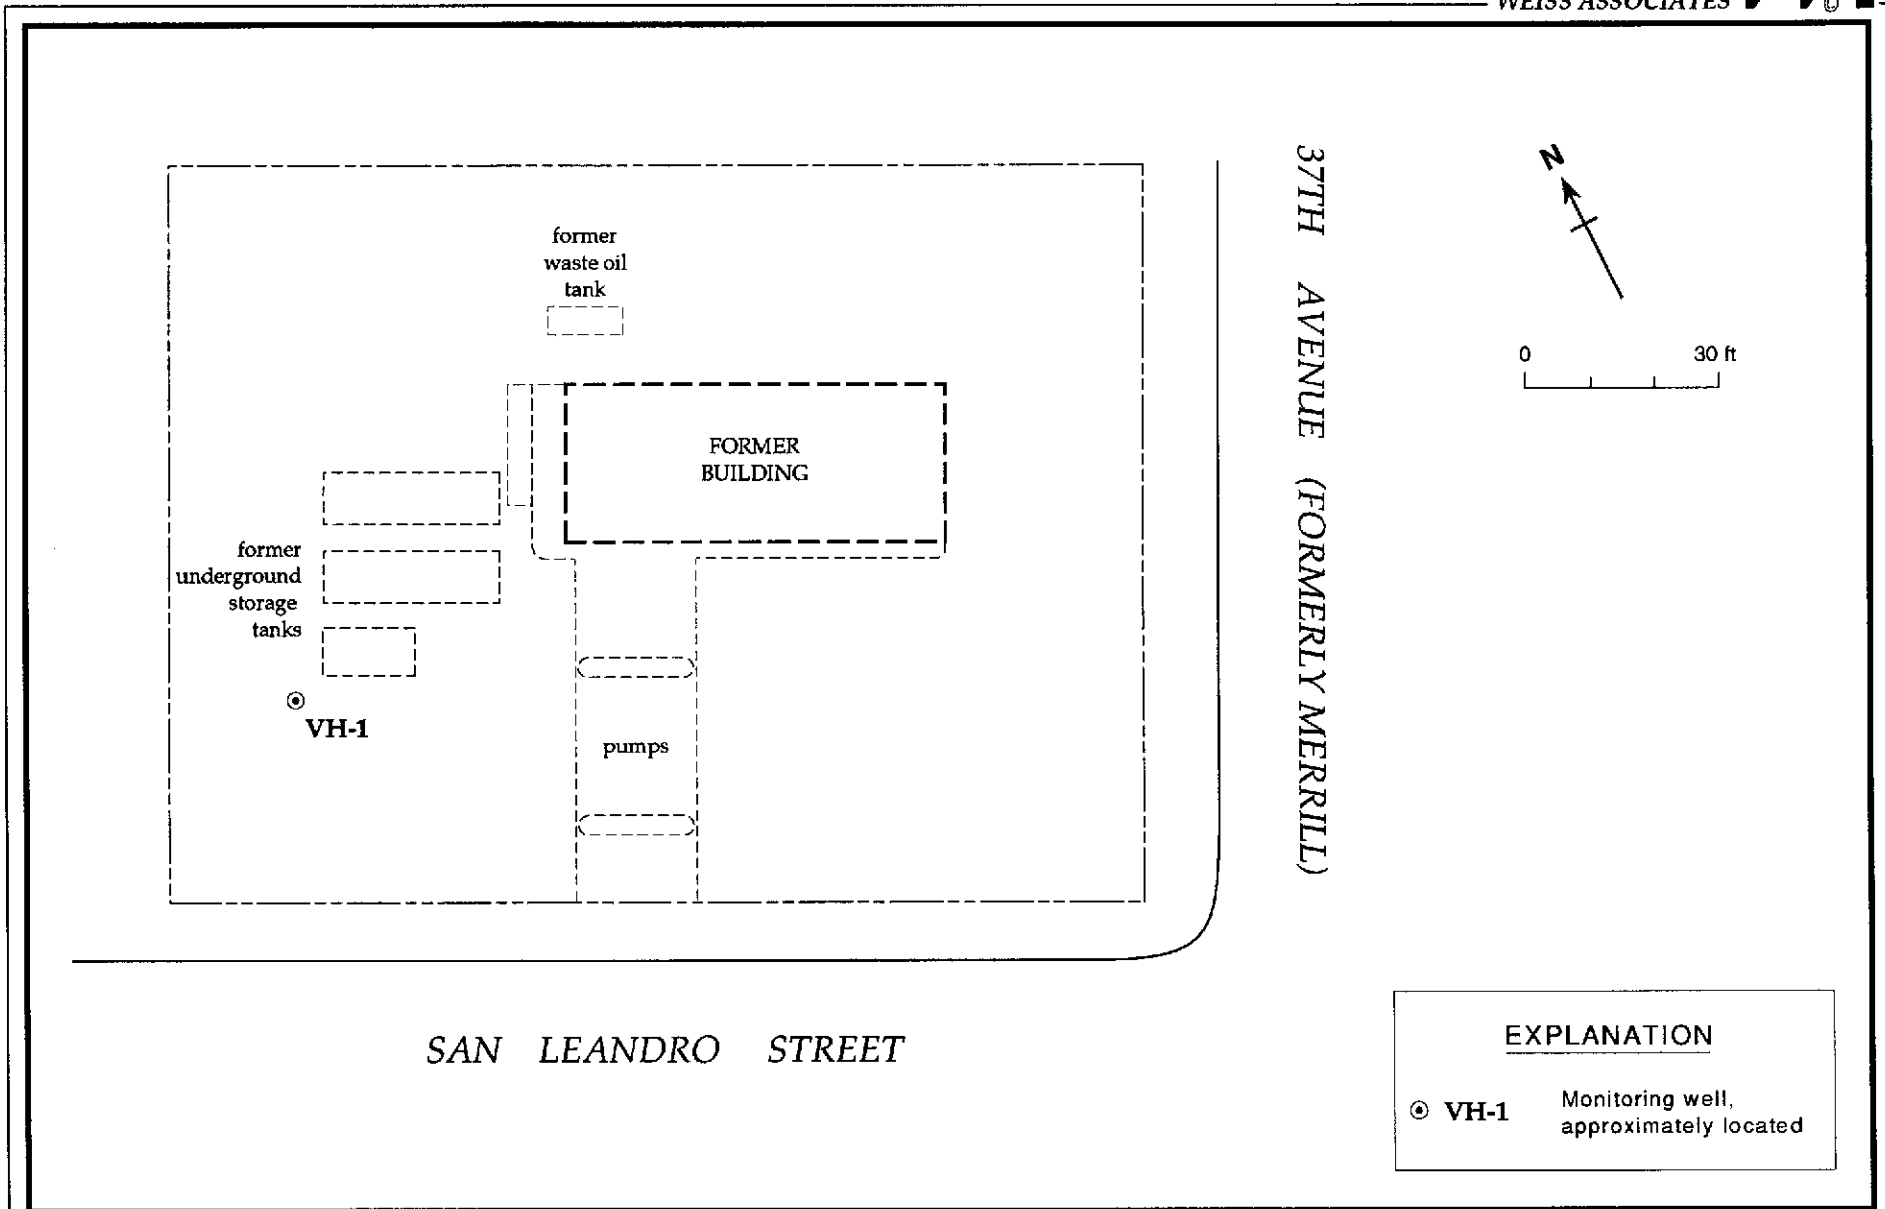 WEISS ASSOCIATES
N
0 30 ft
37TH AVENUE (FORMERLY MERRILL)
former
waste oil
tank
FORMER
BUILDING
former
underground
storage
tanks
VH-1
pumps
SAN LEANDRO STREET
EXPLANATION
VH-1 Monitoring well,
approximately located